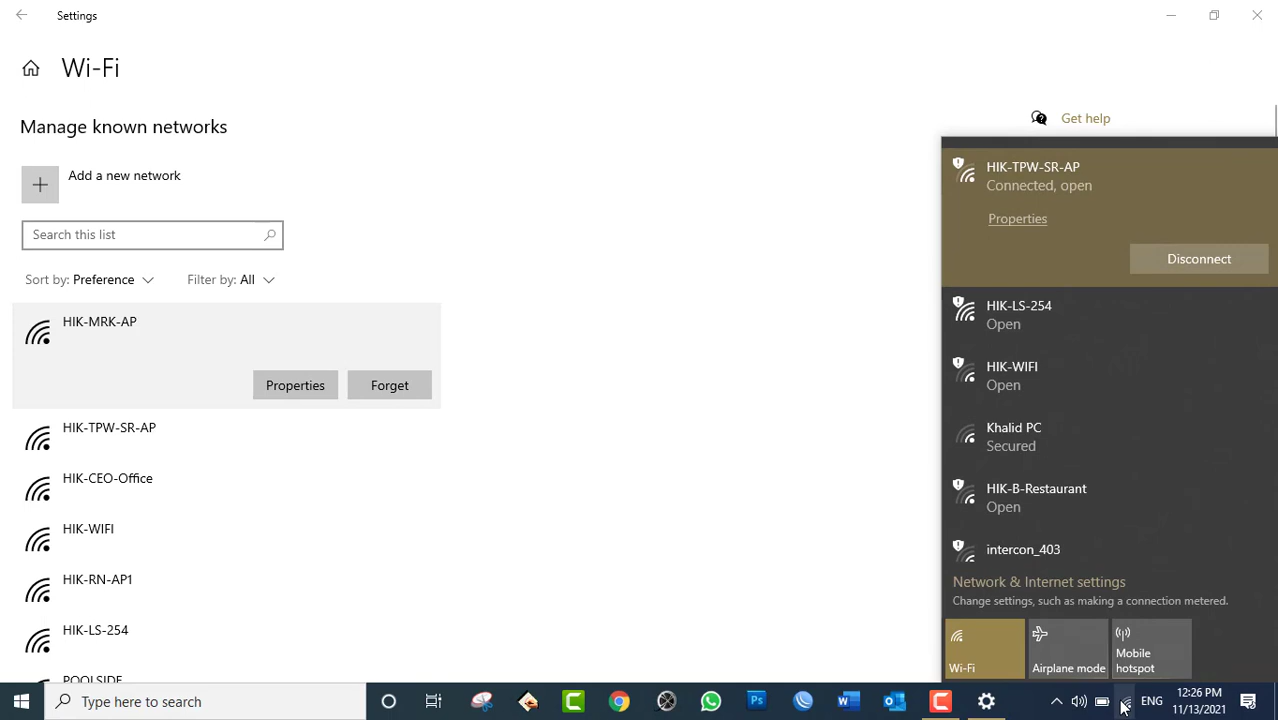 Settings
Wi-Fi
Manage known networks
Get help
Add a new network
Search this list
Sort by: Preference
Filter by: All
HIK-MRK-AP
Properties
Forget
HIK-TPW-SR-AP
HIK-CEO-Office
HIK-WIFI
HIK-RN-AP1
HIK-LS-254
POOLSIDE
HIK-TPW-SR-AP
Connected, open
Properties
Disconnect
HIK-LS-254
Open
HIK-WIFI
Open
Khalid PC
Secured
HIK-B-Restaurant
Open
intercon_403
Network & Internet settings
Change settings, such as making a connection metered.
Wi-Fi
Airplane mode
Mobile
hotspot
Type here to search
C
Ps
W
C
ENG
12:26 PM
11/13/2021